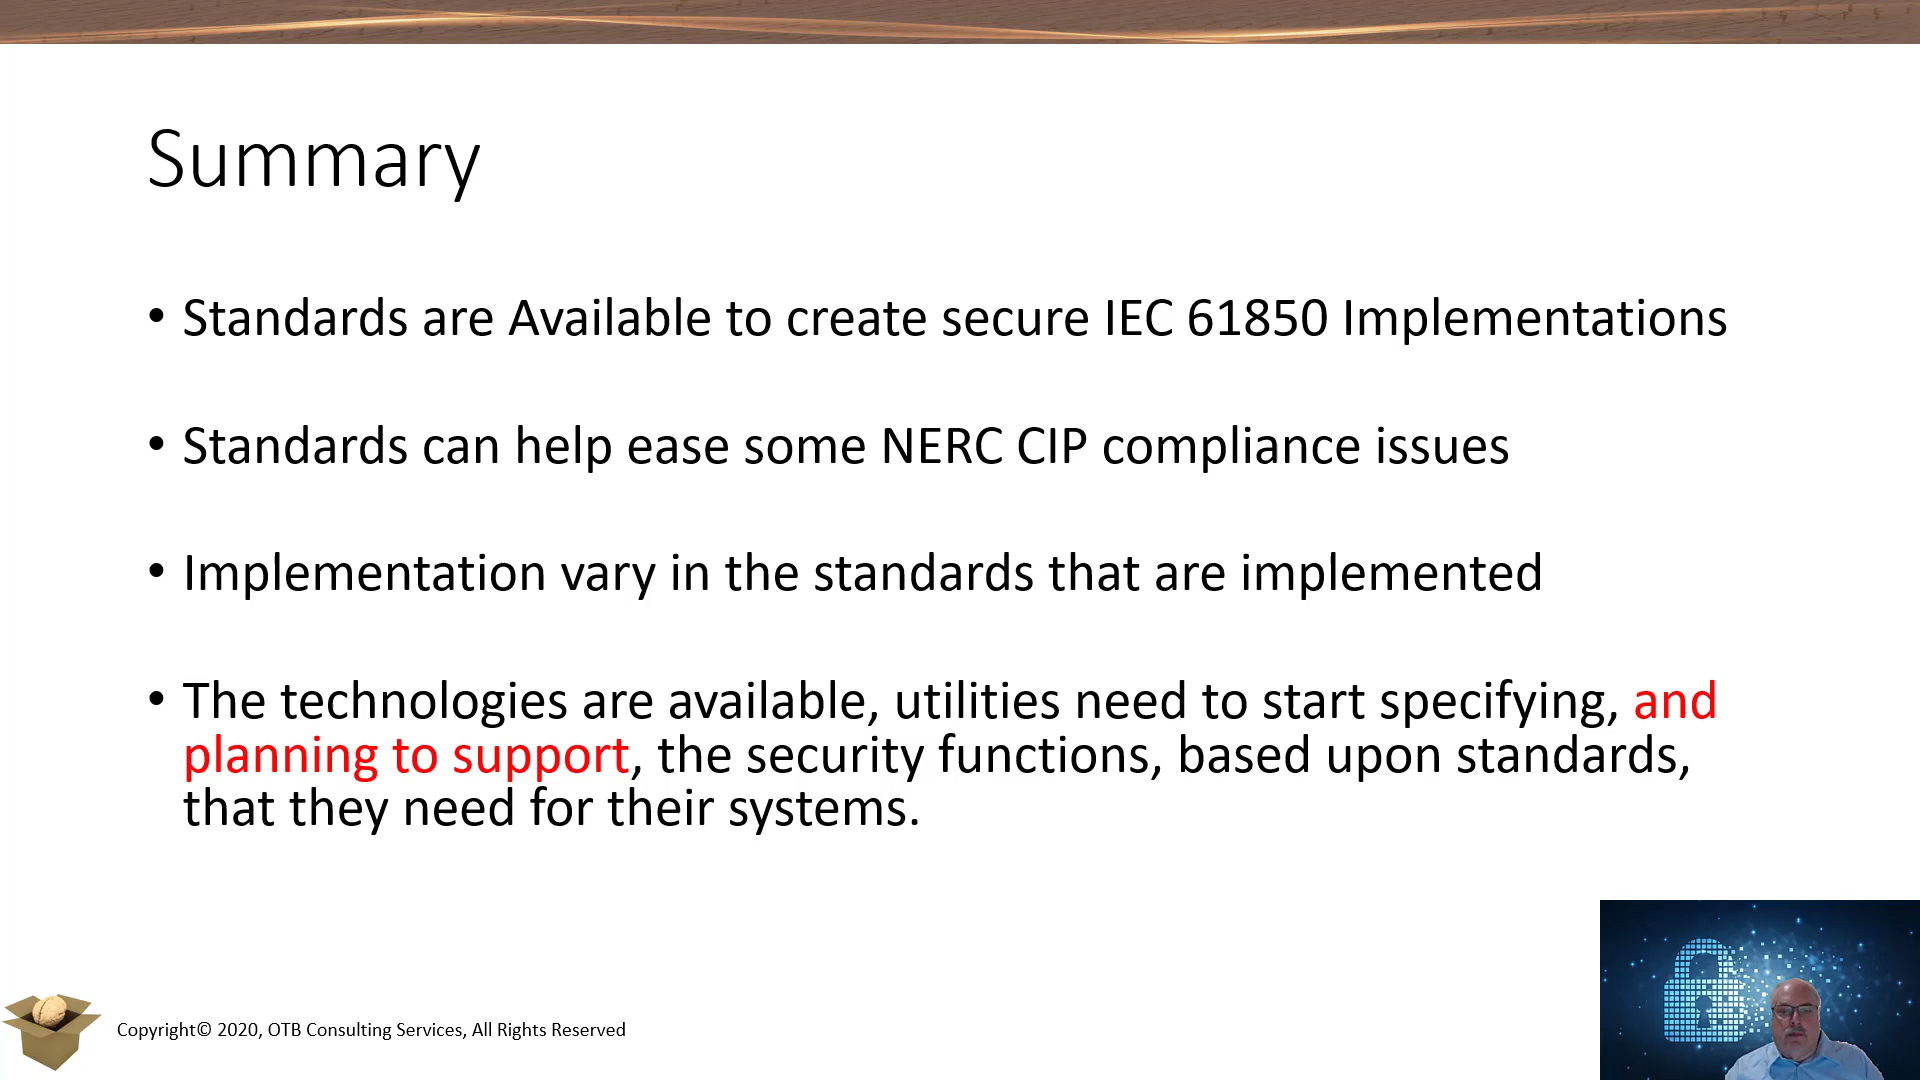 Summary
• Standards are Available to create secure IEC 61850 Implementations
• Standards can help ease some NERC CIP compliance issues
• Implementation vary in the standards that are implemented
• The technologies are available, utilities need to start specifying, and
planning to support, the security functions, based upon standards,
that they need for their systems.
Copyright© 2020, OTB Consulting Services, All Rights Reserved